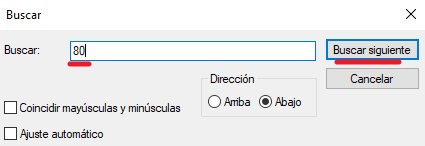 Buscar
Buscar: 80 Buscar siguiente
Dirección Cancelar
Arriba Abajo
Coincidir mayúsculas y minúsculas
Ajuste automático